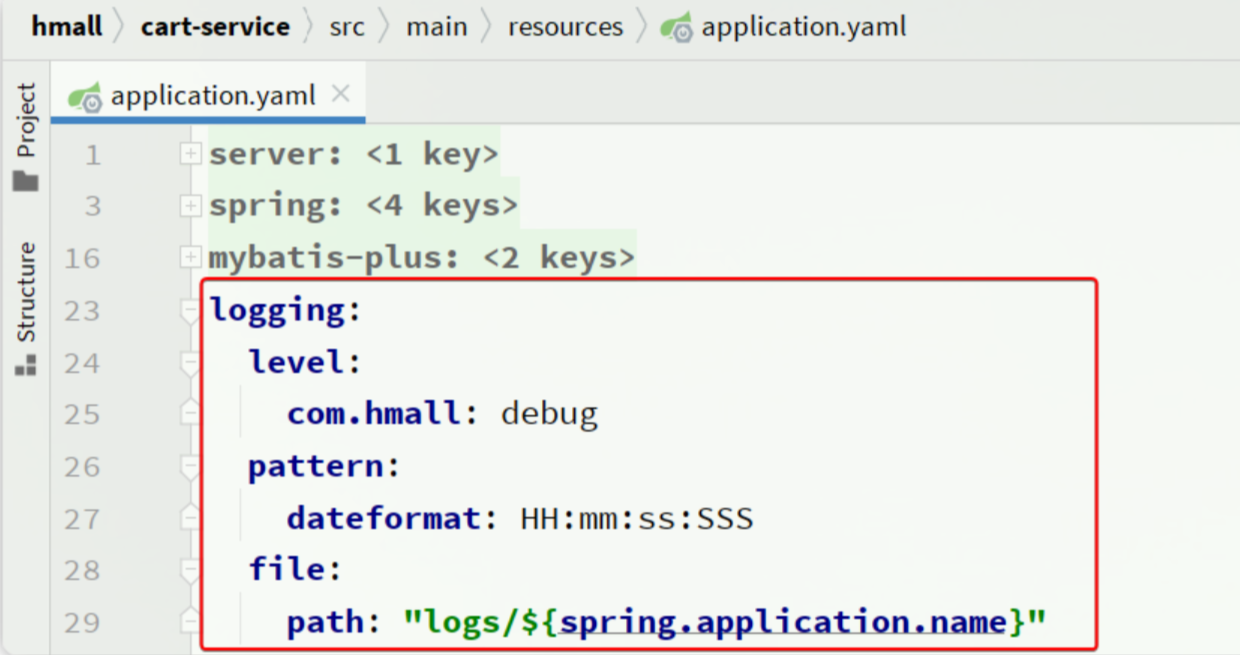 hmall > cart-service > src > main > resources > application.yaml
application.yaml
Project
Structure
1 server: <1 key>
3 spring: <4 keys>
16 mybatis-plus: <2 keys>
23 logging:
24   level:
25     com.hmall: debug
26   pattern:
27     dateformat: HH:mm:ss:SSS
28   file:
29     path: "logs/${spring.application.name}"